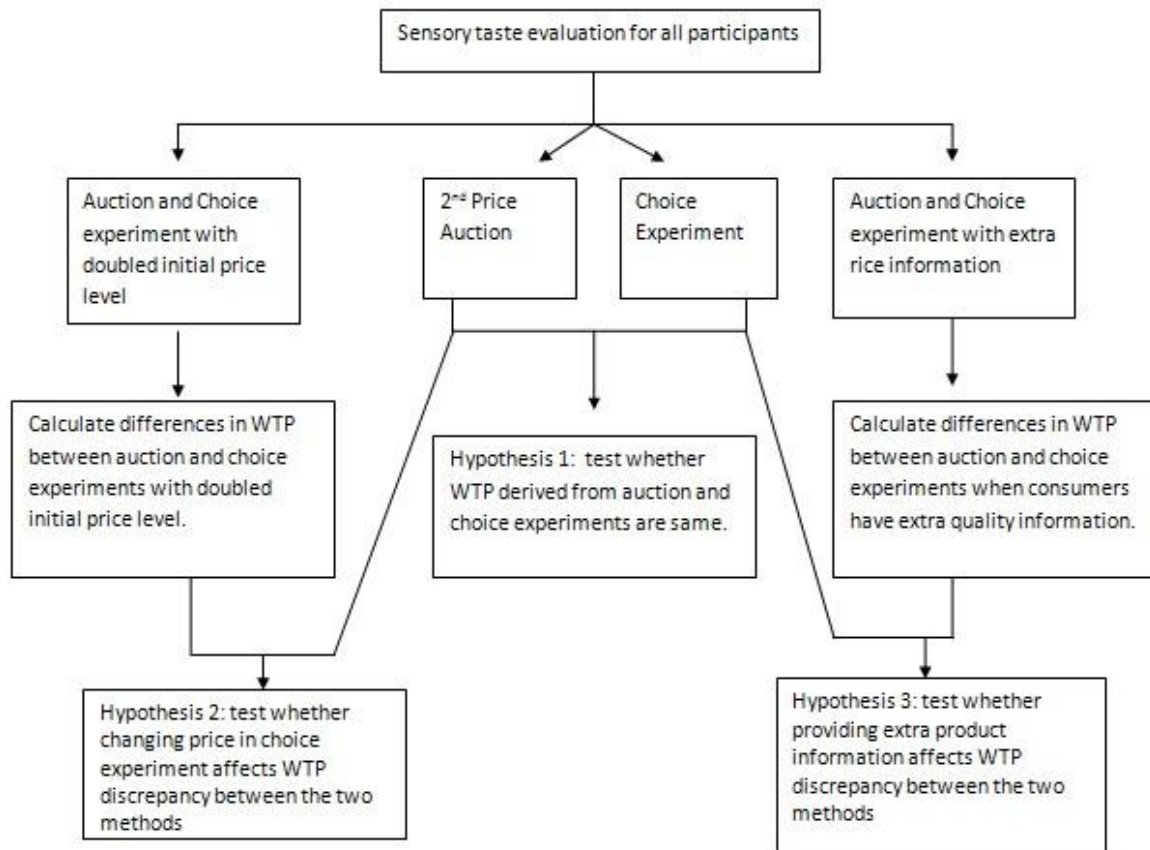 Sensory taste evaluation for all participants
Auction and Choice
experiment with
doubled initial price
level
2nd Price
Auction
Choice
Experiment
Auction and Choice
experiment with extra
rice information
Calculate differences in WTP
between auction and choice
experiments with doubled
initial price level.
Hypothesis 1: test whether
WTP derived from auction and
choice experiments are same.
Calculate differences in WTP
between auction and choice
experiments when consumers
have extra quality information.
Hypothesis 2: test whether
changing price in choice
experiment affects WTP
discrepancy between the two
methods
Hypothesis 3: test whether
providing extra product
information affects WTP
discrepancy between the two
methods